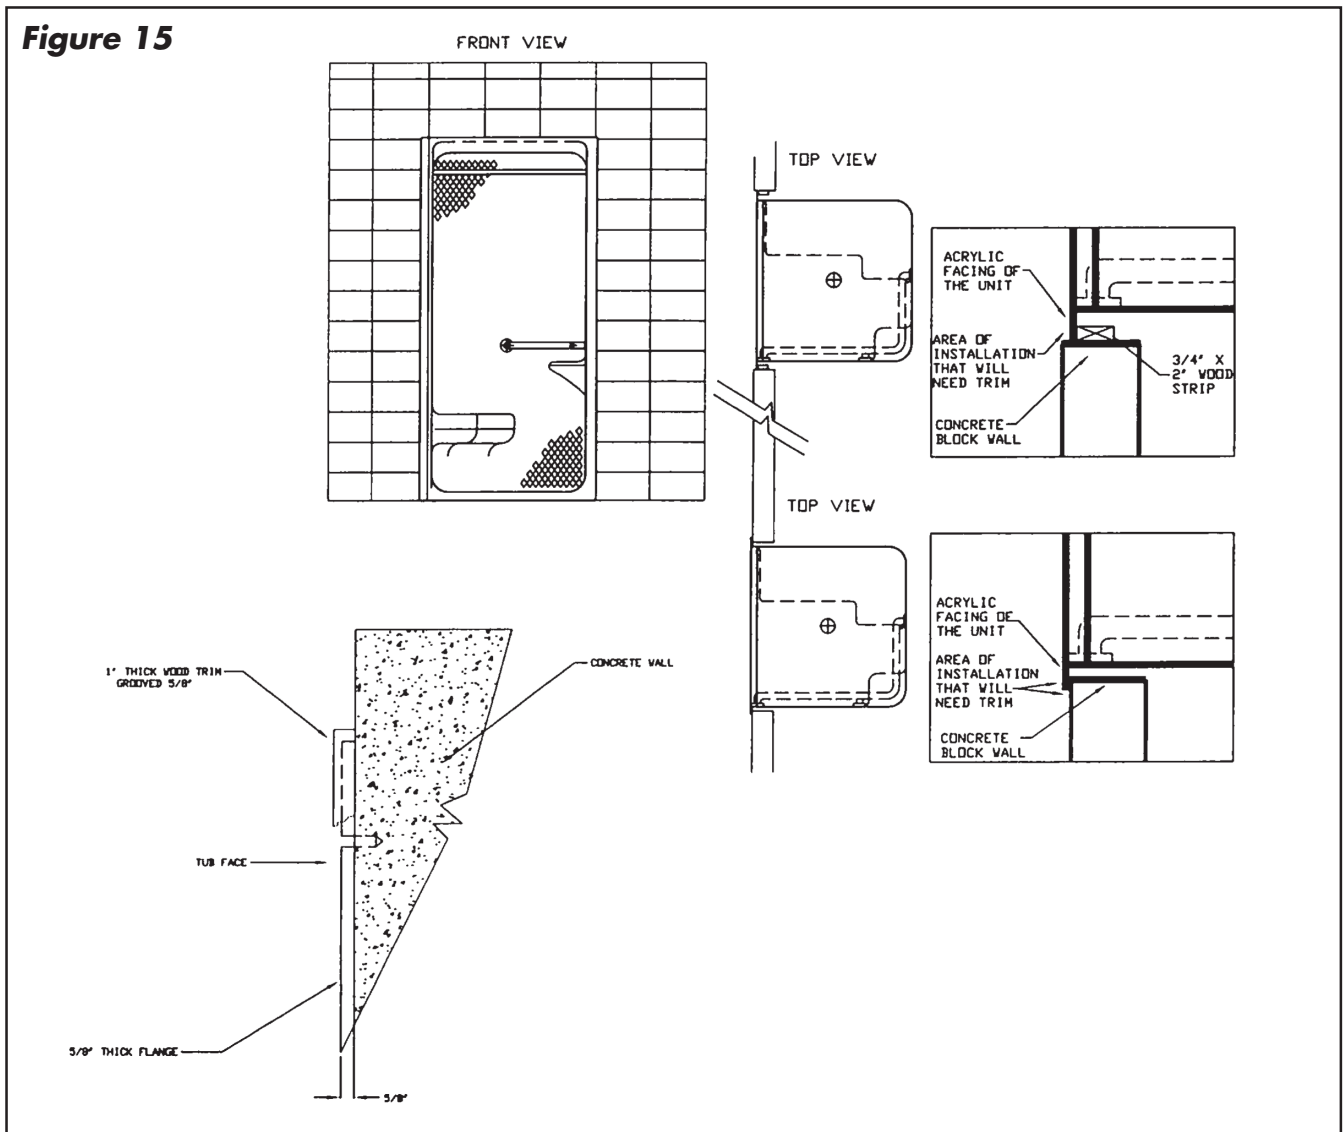 Figure 15
FRONT VIEW
TOP VIEW
ACRYLIC
FACING OF
THE UNIT
AREA OF
INSTALLATION
THAT WILL
NEED TRIM
3/4" X
2" WOOD
STRIP
CONCRETE
BLOCK WALL
TOP VIEW
ACRYLIC
FACING OF
THE UNIT
AREA OF
INSTALLATION
THAT WILL
NEED TRIM
CONCRETE
BLOCK WALL
1" THICK WOOD TRIM
GROOVED 5/8"
CONCRETE WALL
TUB FACE
5/8" THICK FLANGE
5/8"